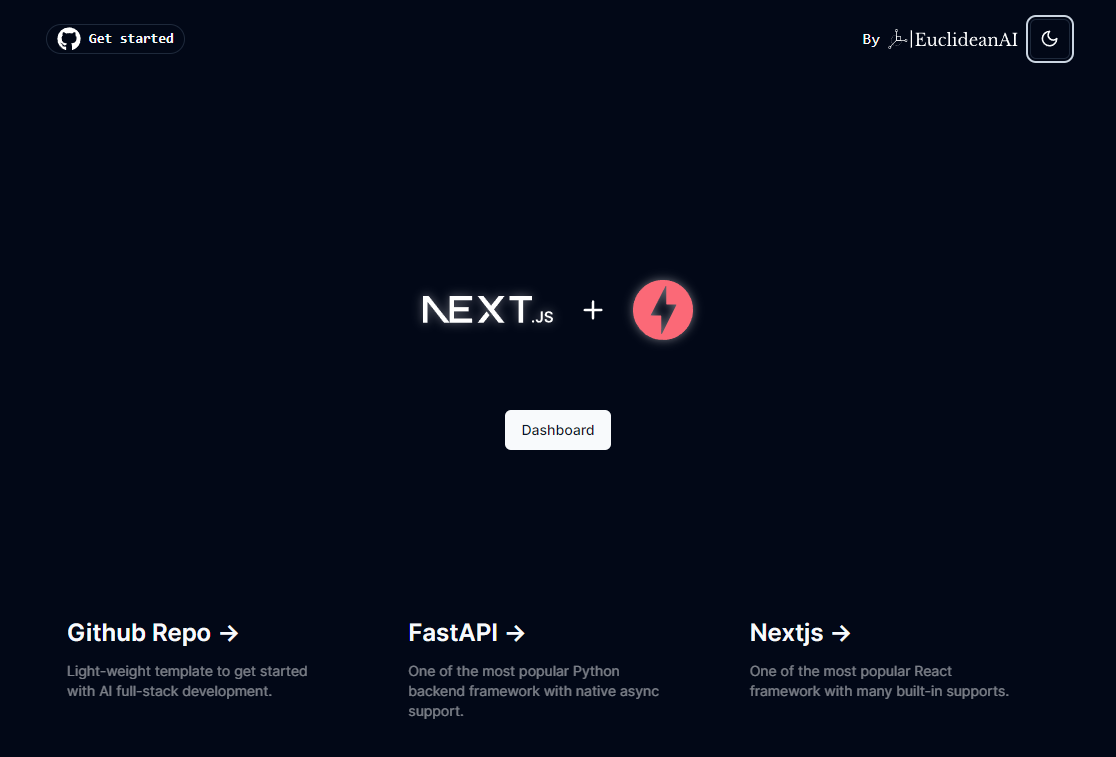 Get started
By |EuclideanAI
NEXT.JS +
Dashboard
Github Repo →
Light-weight template to get started
with AI full-stack development.
FastAPI →
One of the most popular Python
backend framework with native async
support.
Nextjs →
One of the most popular React
framework with many built-in supports.